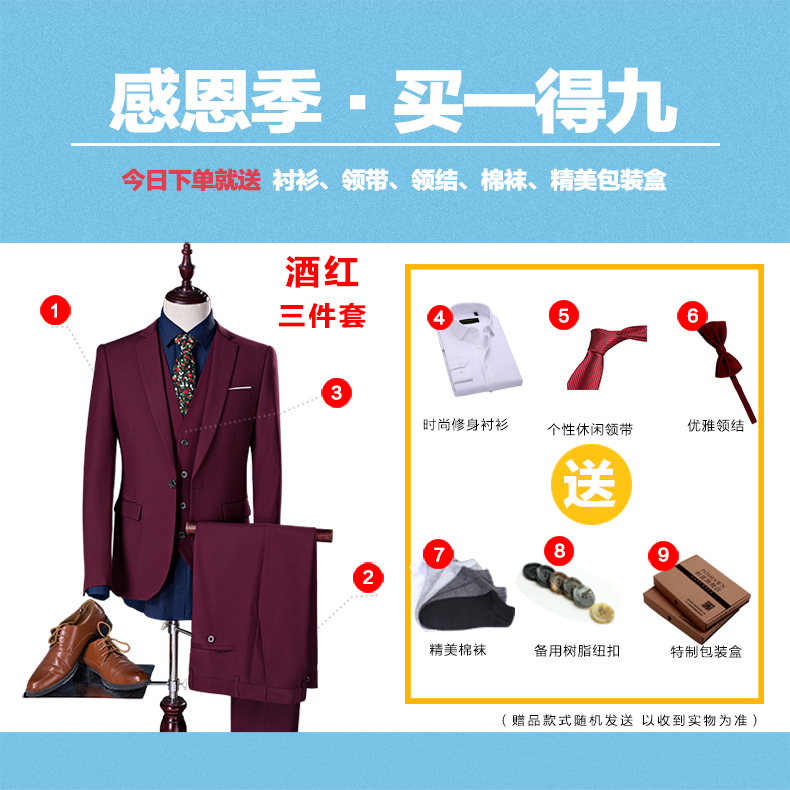 感恩季·买一得九
今日下单就送 衬衫、领带、领结、棉袜、精美包装盒
酒红
三件套
1
3
2
4
5
6
时尚修身衬衫
个性休闲领带
优雅领结
送
7
8
9
精美棉袜
备用树脂纽扣
特制包装盒
（赠品款式随机发送 以收到实物为准）